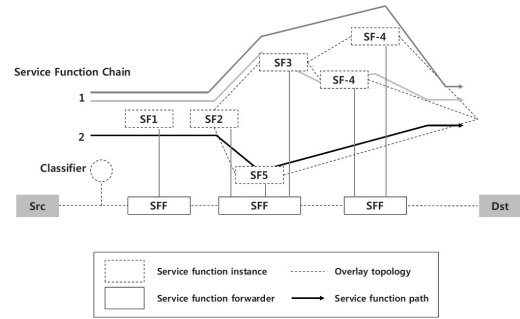 SF-4
SF3
Service Function Chain
SF-4
1
SF1
SF2
2
Classifier
SF5
Src
SFF
SFF
SFF
Dst
Service function instance
Overlay topology
Service function forwarder
Service function path